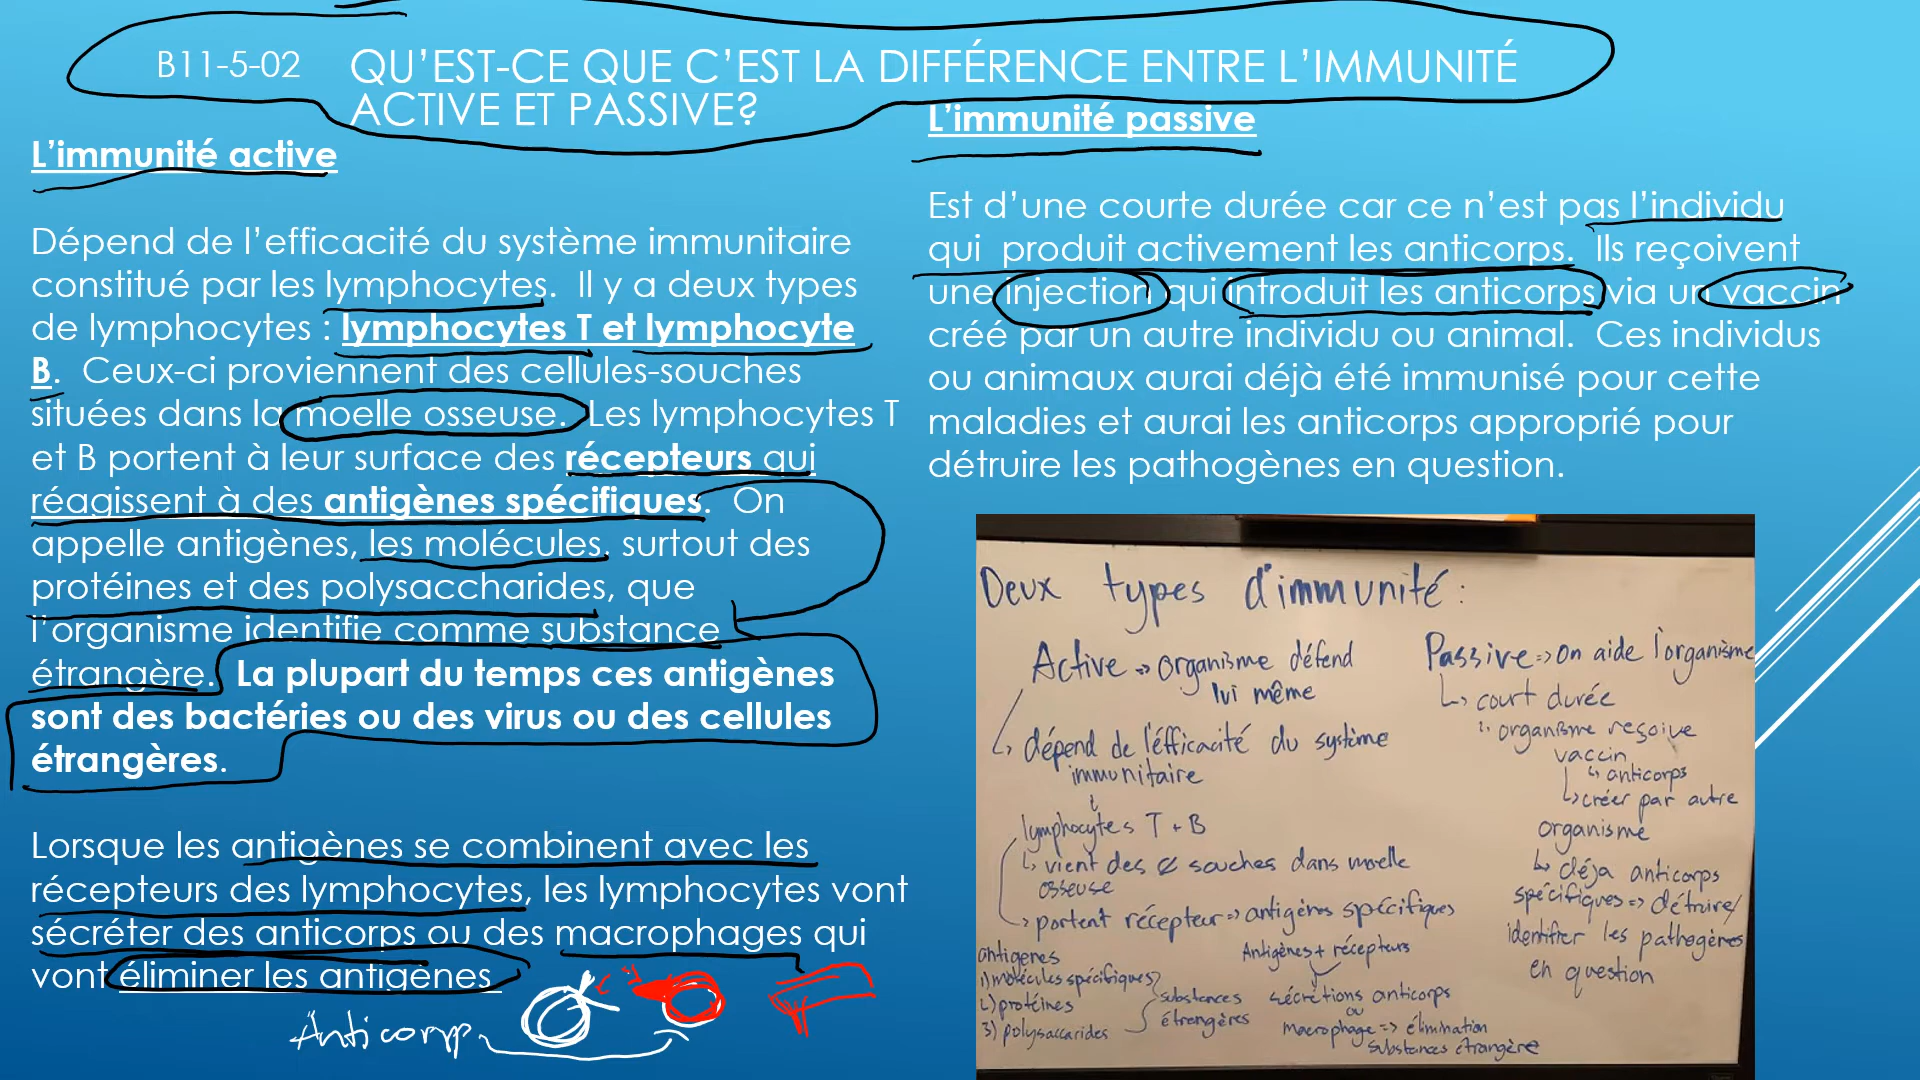 B11-5-02 QU’EST-CE QUE C’EST LA DIFFÉRENCE ENTRE L’IMMUNITÉ
ACTIVE ET PASSIVE?
L’immunité active
Dépend de l’efficacité du système immunitaire
constitué par les lymphocytes. Il y a deux types
de lymphocytes : lymphocytes T et lymphocyte
B. Ceux-ci proviennent des cellules-souches
situées dans la moelle osseuse. Les lymphocytes T
et B portent à leur surface des récepteurs qui
réagissent à des antigènes spécifiques. On
appelle antigènes, les molécules, surtout des
protéines et des polysaccharides, que
l’organisme identifie comme substance
étrangère. La plupart du temps ces antigènes
sont des bactéries ou des virus ou des cellules
étrangères.
Lorsque les antigènes se combinent avec les
récepteurs des lymphocytes, les lymphocytes vont
sécréter des anticorps ou des macrophages qui
vont éliminer les antigènes.
Anticorp
L’immunité passive
Est d’une courte durée car ce n’est pas l’individu
qui produit activement les anticorps. Ils reçoivent
une injection qui introduit les anticorps via un vaccin
créé par un autre individu ou animal. Ces individus
ou animaux aurai déjà été immunisé pour cette
maladies et aurai les anticorps approprié pour
détruire les pathogènes en question.
Deux types d'immunité :
Active => organisme défend
lui même
dépend de l'éfficacité du système
immunitaire
lymphocytes T + B
vient des souches dans moelle
osseuse
portent récepteur => antigènes spécifiques
antigenes
1) molécules spécifiques
2) protéines
3) polysaccarides
substances
étrangères
Antigènes + récepteurs
sécrétions anticorps
ou
macrophage => élimination
substances étrangère
Passive => on aide l'organisme
court durée
organisme resoive
vaccin
anticorps
créer par autre
organisme
déja anticorps
spécifiques => détruire/
identifier les pathogènes
en question